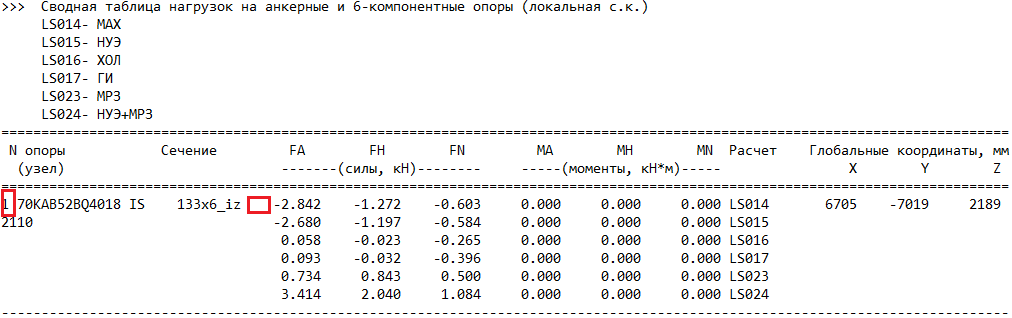 >>>  Сводная таблица нагрузок на анкерные и 6-компонентные опоры (локальная с.к.)
     LS014- MAX
     LS015- НУЭ
     LS016- ХОЛ
     LS017- ГИ
     LS023- МРЗ
     LS024- НУЭ+МРЗ
==============================================================================================================================
 N опоры            Сечение         FA        FH        FN         MA        MH        MN  Расчет    Глобальные координаты, мм
  (узел)                           -------(силы, кН)--------     -----(моменты, кН*м)-----                X        Y        Z
==============================================================================================================================
1 70KAB52BQ4018 IS    133x6_iz    -2.842    -1.272    -0.603      0.000     0.000     0.000 LS014       6705    -7019     2189
2110                              -2.680    -1.197    -0.584      0.000     0.000     0.000 LS015
                                   0.058    -0.023    -0.265      0.000     0.000     0.000 LS016
                                   0.093    -0.032    -0.396      0.000     0.000     0.000 LS017
                                   0.734     0.843     0.500      0.000     0.000     0.000 LS023
                                   3.414     2.040     1.084      0.000     0.000     0.000 LS024
------------------------------------------------------------------------------------------------------------------------------